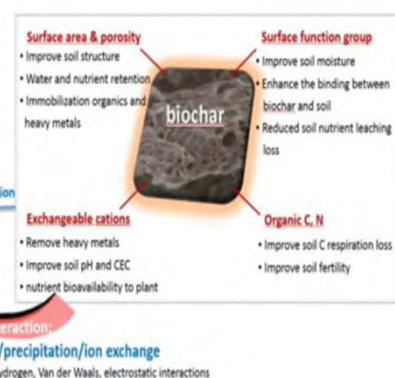 Surface area & porosity
• Improve soil structure
• Water and nutrient retention
• Immobilization organics and
heavy metals
Surface function group
• Improve soil moisture
• Enhance the binding between
biochar and soil
• Reduced soil nutrient leaching
loss
biochar
Exchangeable cations
• Remove heavy metals
• Improve soil pH and CEC
• nutrient bioavailability to plant
Organic C, N
• Improve soil C respiration loss
• Improve soil fertility
/precipitation/ion exchange
Van der Waals, electrostatic interactions